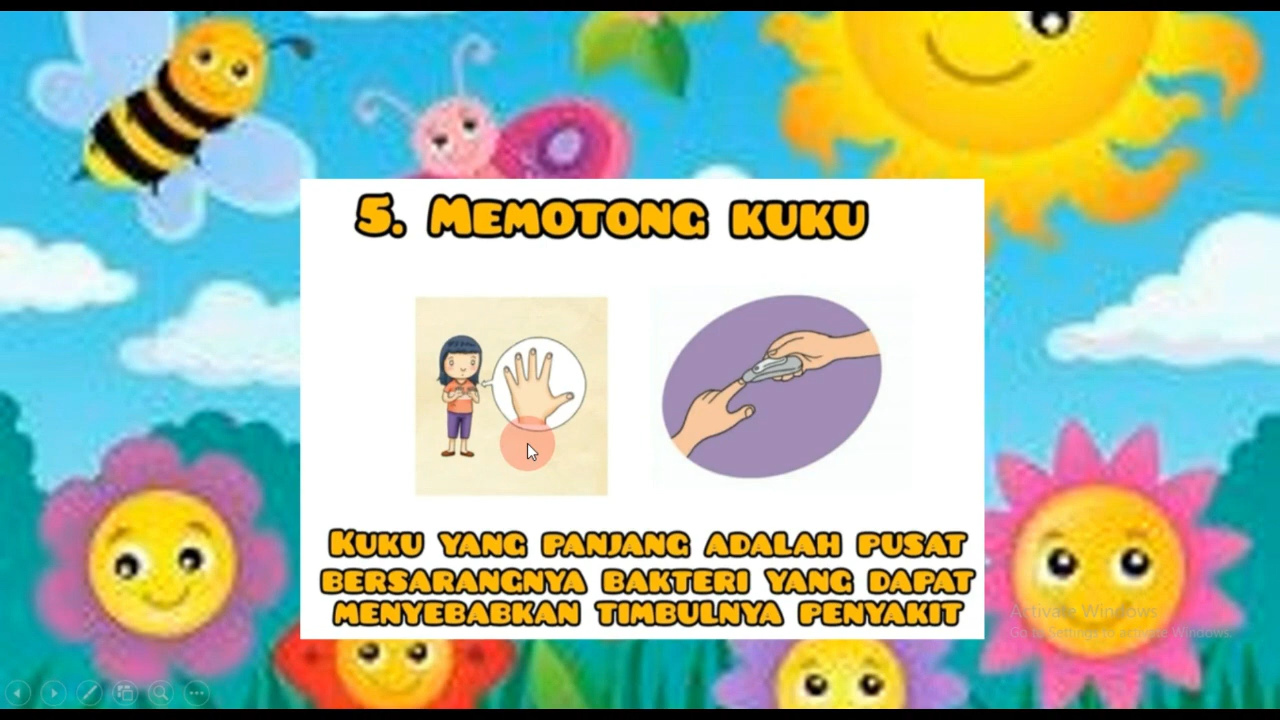 5. Memotong kuku
Kuku yang panjang adalah pusat
bersarangnya bakteri yang dapat
menyebabkan timbulnya penyakit
Activate Windows
Go to Settings to activate Windows.